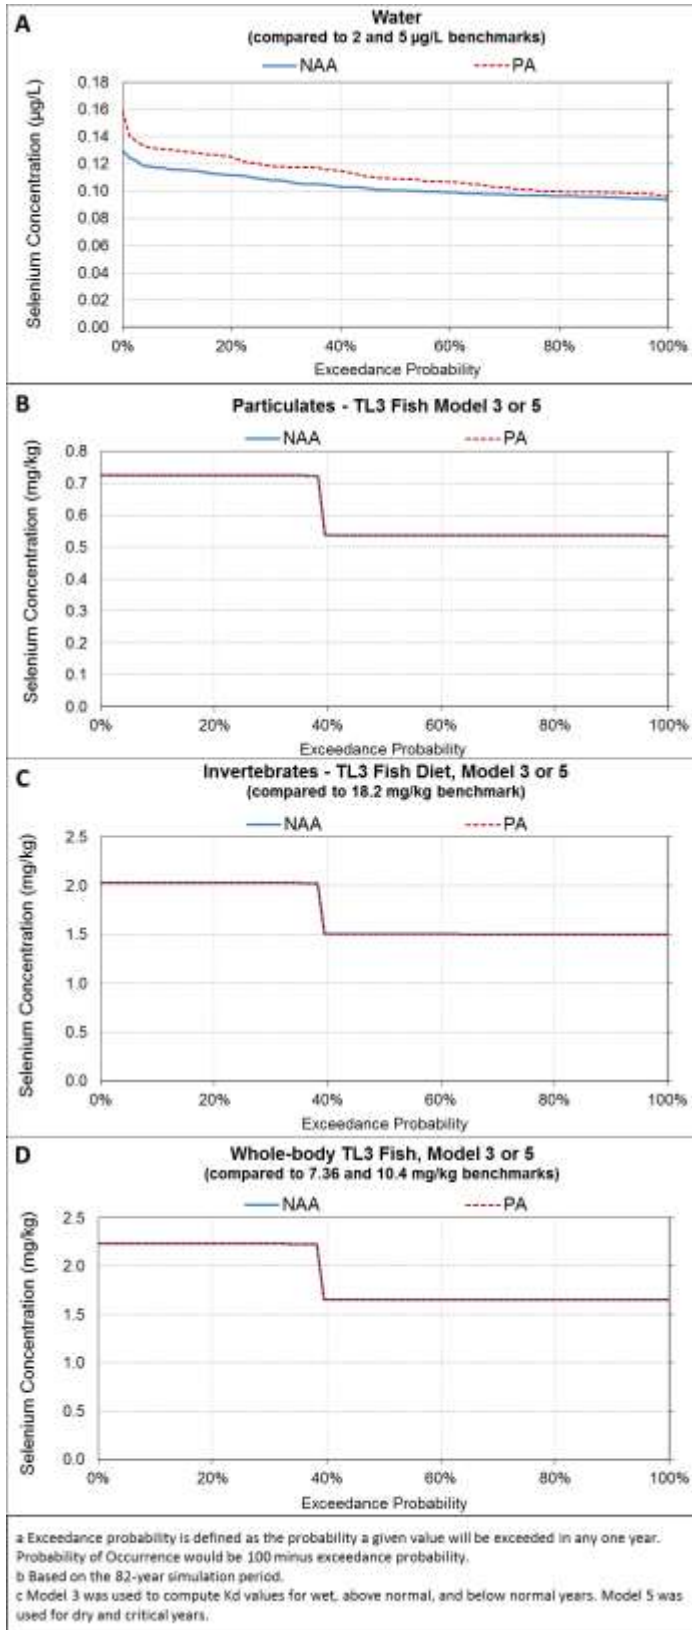 A
Water
(compared to 2 and 5 µg/L benchmarks)
NAA PA
Selenium Concentration (µg/L)
0.18
0.16
0.14
0.12
0.10
0.08
0.06
0.04
0.02
0.00
0% 20% 40% 60% 80% 100%
Exceedance Probability
B
Particulates - TL3 Fish Model 3 or 5
NAA PA
Selenium Concentration (mg/kg)
0.8
0.7
0.6
0.5
0.4
0.3
0.2
0.1
0.0
0% 20% 40% 60% 80% 100%
Exceedance Probability
C
Invertebrates - TL3 Fish Diet, Model 3 or 5
(compared to 18.2 mg/kg benchmark)
NAA PA
Selenium Concentration (mg/kg)
2.5
2.0
1.5
1.0
0.5
0.0
0% 20% 40% 60% 80% 100%
Exceedance Probability
D
Whole-body TL3 Fish, Model 3 or 5
(compared to 7.36 and 10.4 mg/kg benchmarks)
NAA PA
Selenium Concentration (mg/kg)
2.5
2.0
1.5
1.0
0.5
0.0
0% 20% 40% 60% 80% 100%
Exceedance Probability
a Exceedance probability is defined as the probability a given value will be exceeded in any one year.
Probability of Occurrence would be 100 minus exceedance probability.
b Based on the 82-year simulation period.
c Model 3 was used to compute Kd values for wet, above normal, and below normal years. Model 5 was
used for dry and critical years.